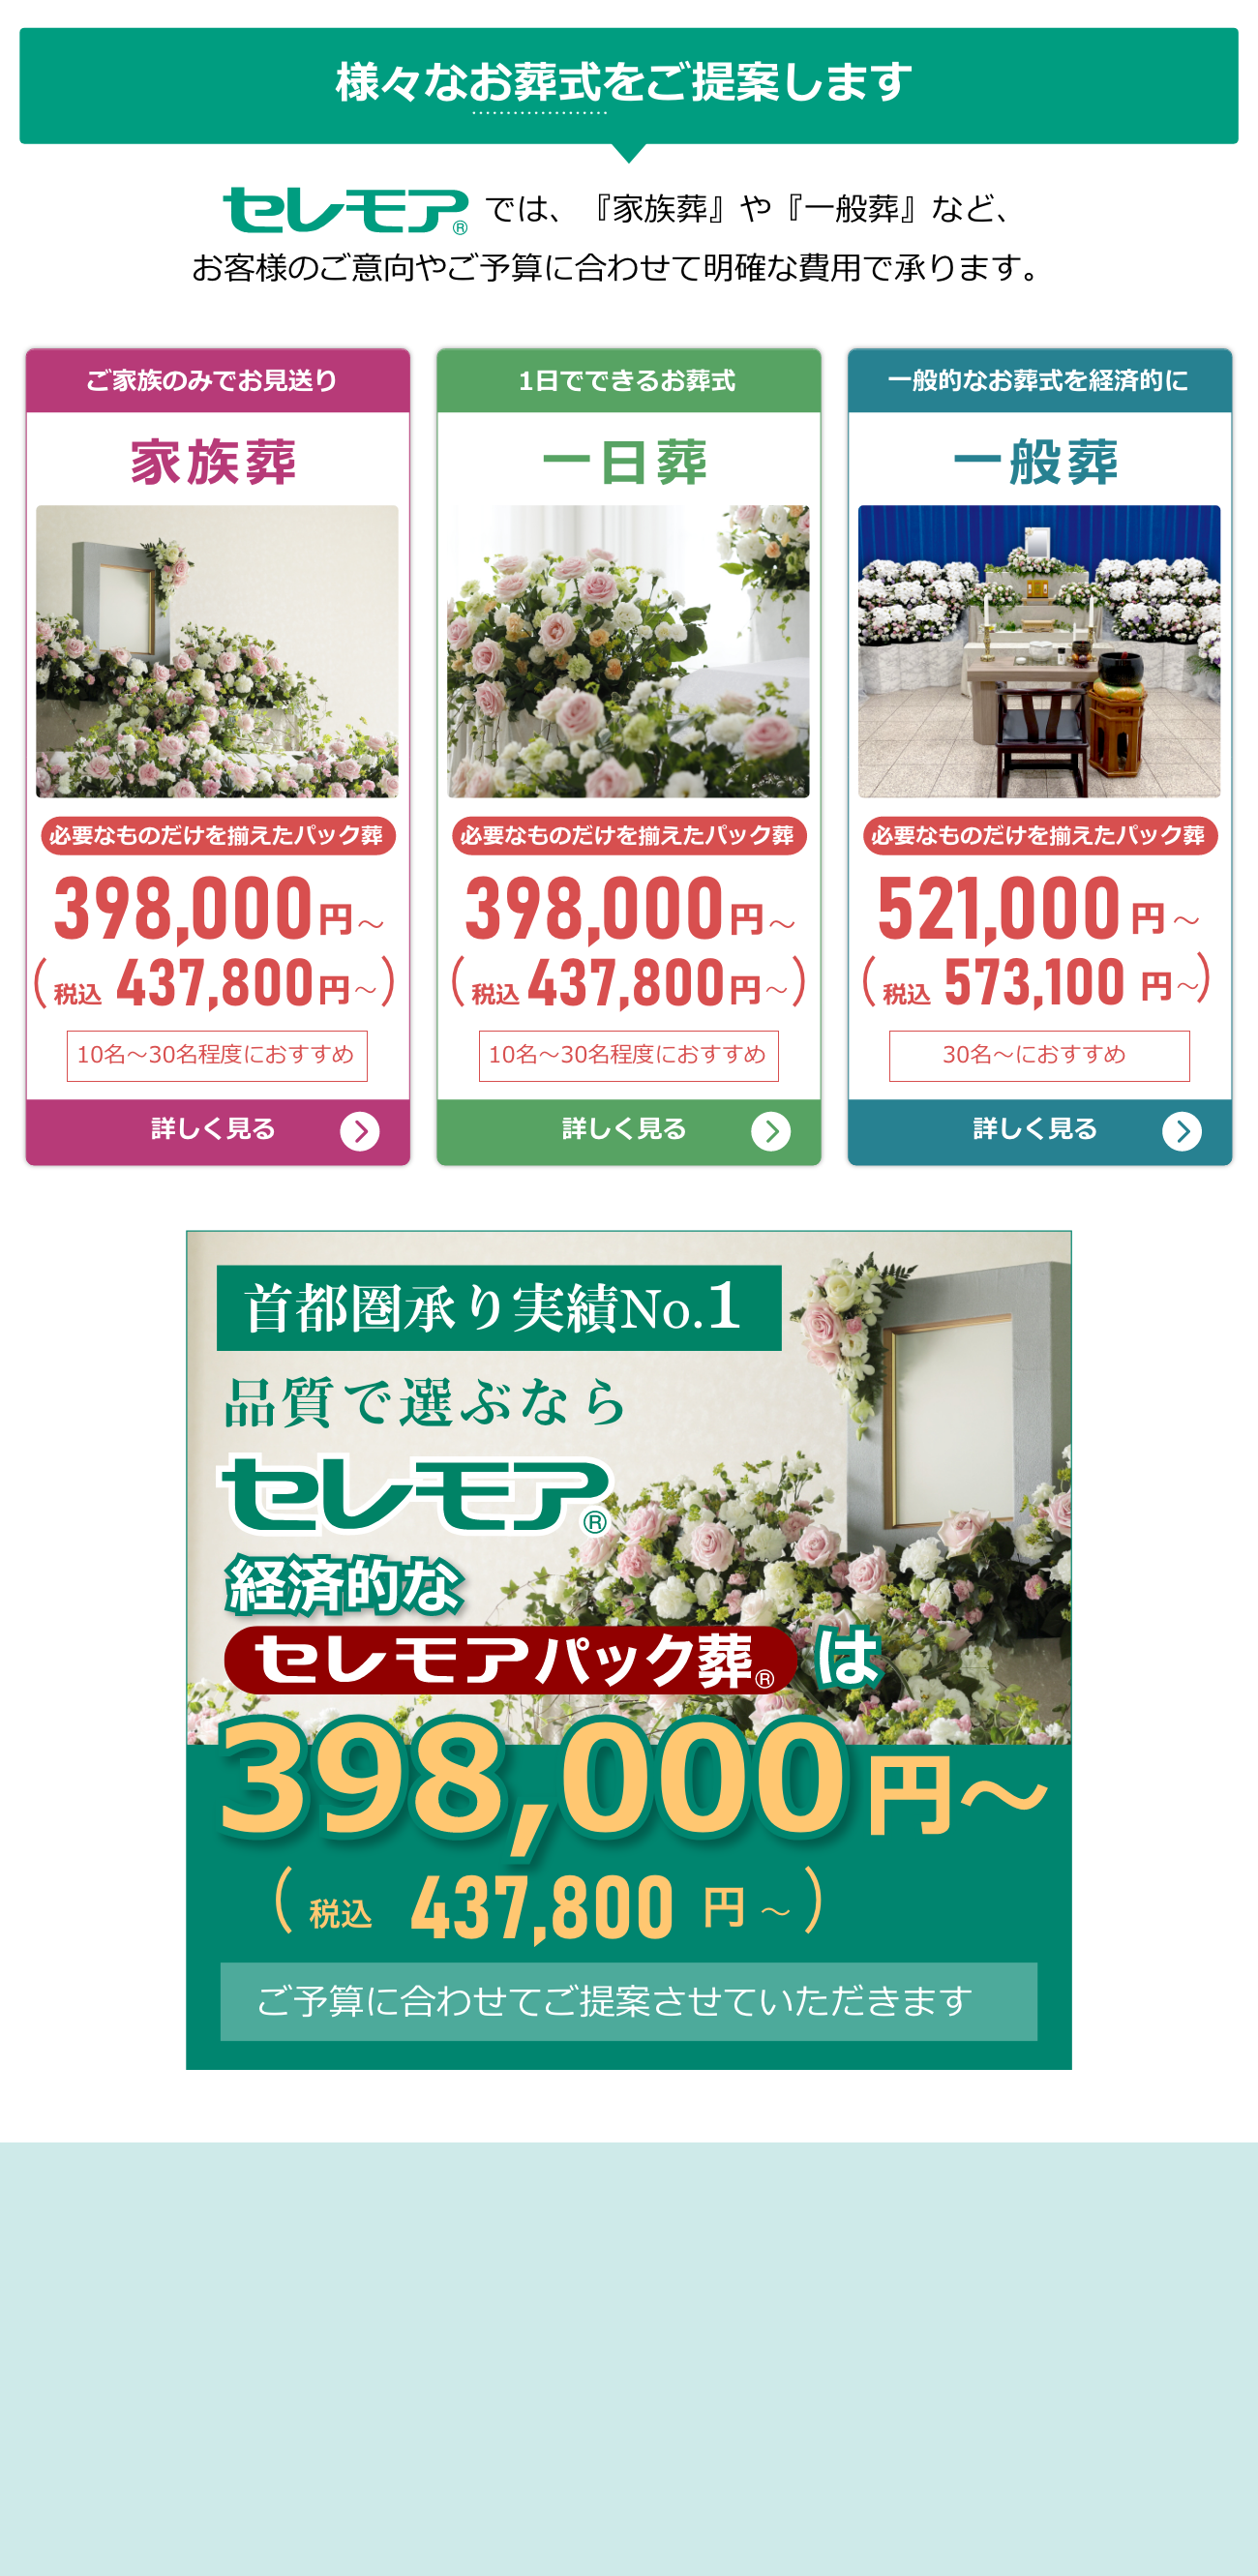 様々なお葬式をご提案します
セレモア® では、『家族葬』や『一般葬』など、
お客様のご意向やご予算に合わせて明確な費用で承ります。
ご家族のみでお見送り
家族葬
必要なものだけを揃えたパック葬
398,000円～
(税込 437,800円～)
10名～30名程度におすすめ
詳しく見る
1日でできるお葬式
一日葬
必要なものだけを揃えたパック葬
398,000円～
(税込 437,800円～)
10名～30名程度におすすめ
詳しく見る
一般的なお葬式を経済的に
一般葬
必要なものだけを揃えたパック葬
521,000円～
(税込 573,100円～)
30名～におすすめ
詳しく見る
首都圏承り実績No.1
品質で選ぶなら
セレモア®
経済的な
セレモアパック葬® は
398,000円～
(税込 437,800円～)
ご予算に合わせてご提案させていただきます